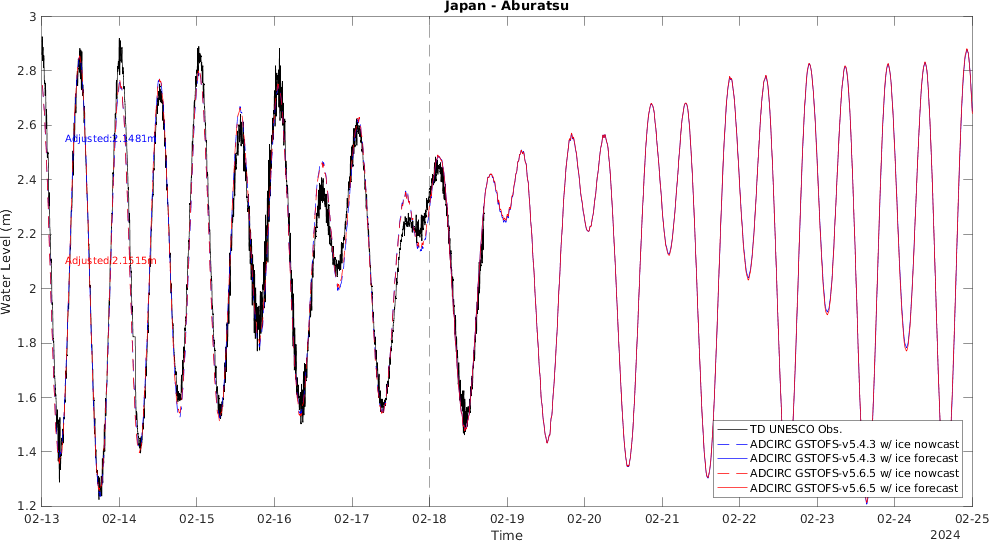 Japan - Aburatsu
3
2.8
2.6
2.4
2.2
2
1.8
1.6
1.4
1.2
Water Level (m)
Adjusted:2.1481m
Adjusted:2.1515m
TD UNESCO Obs.
ADCIRC GSTOFS-v5.4.3 w/ ice nowcast
ADCIRC GSTOFS-v5.4.3 w/ ice forecast
ADCIRC GSTOFS-v5.6.5 w/ ice nowcast
ADCIRC GSTOFS-v5.6.5 w/ ice forecast
02-13 02-14 02-15 02-16 02-17 02-18 02-19 02-20 02-21 02-22 02-23 02-24 02-25
Time
2024